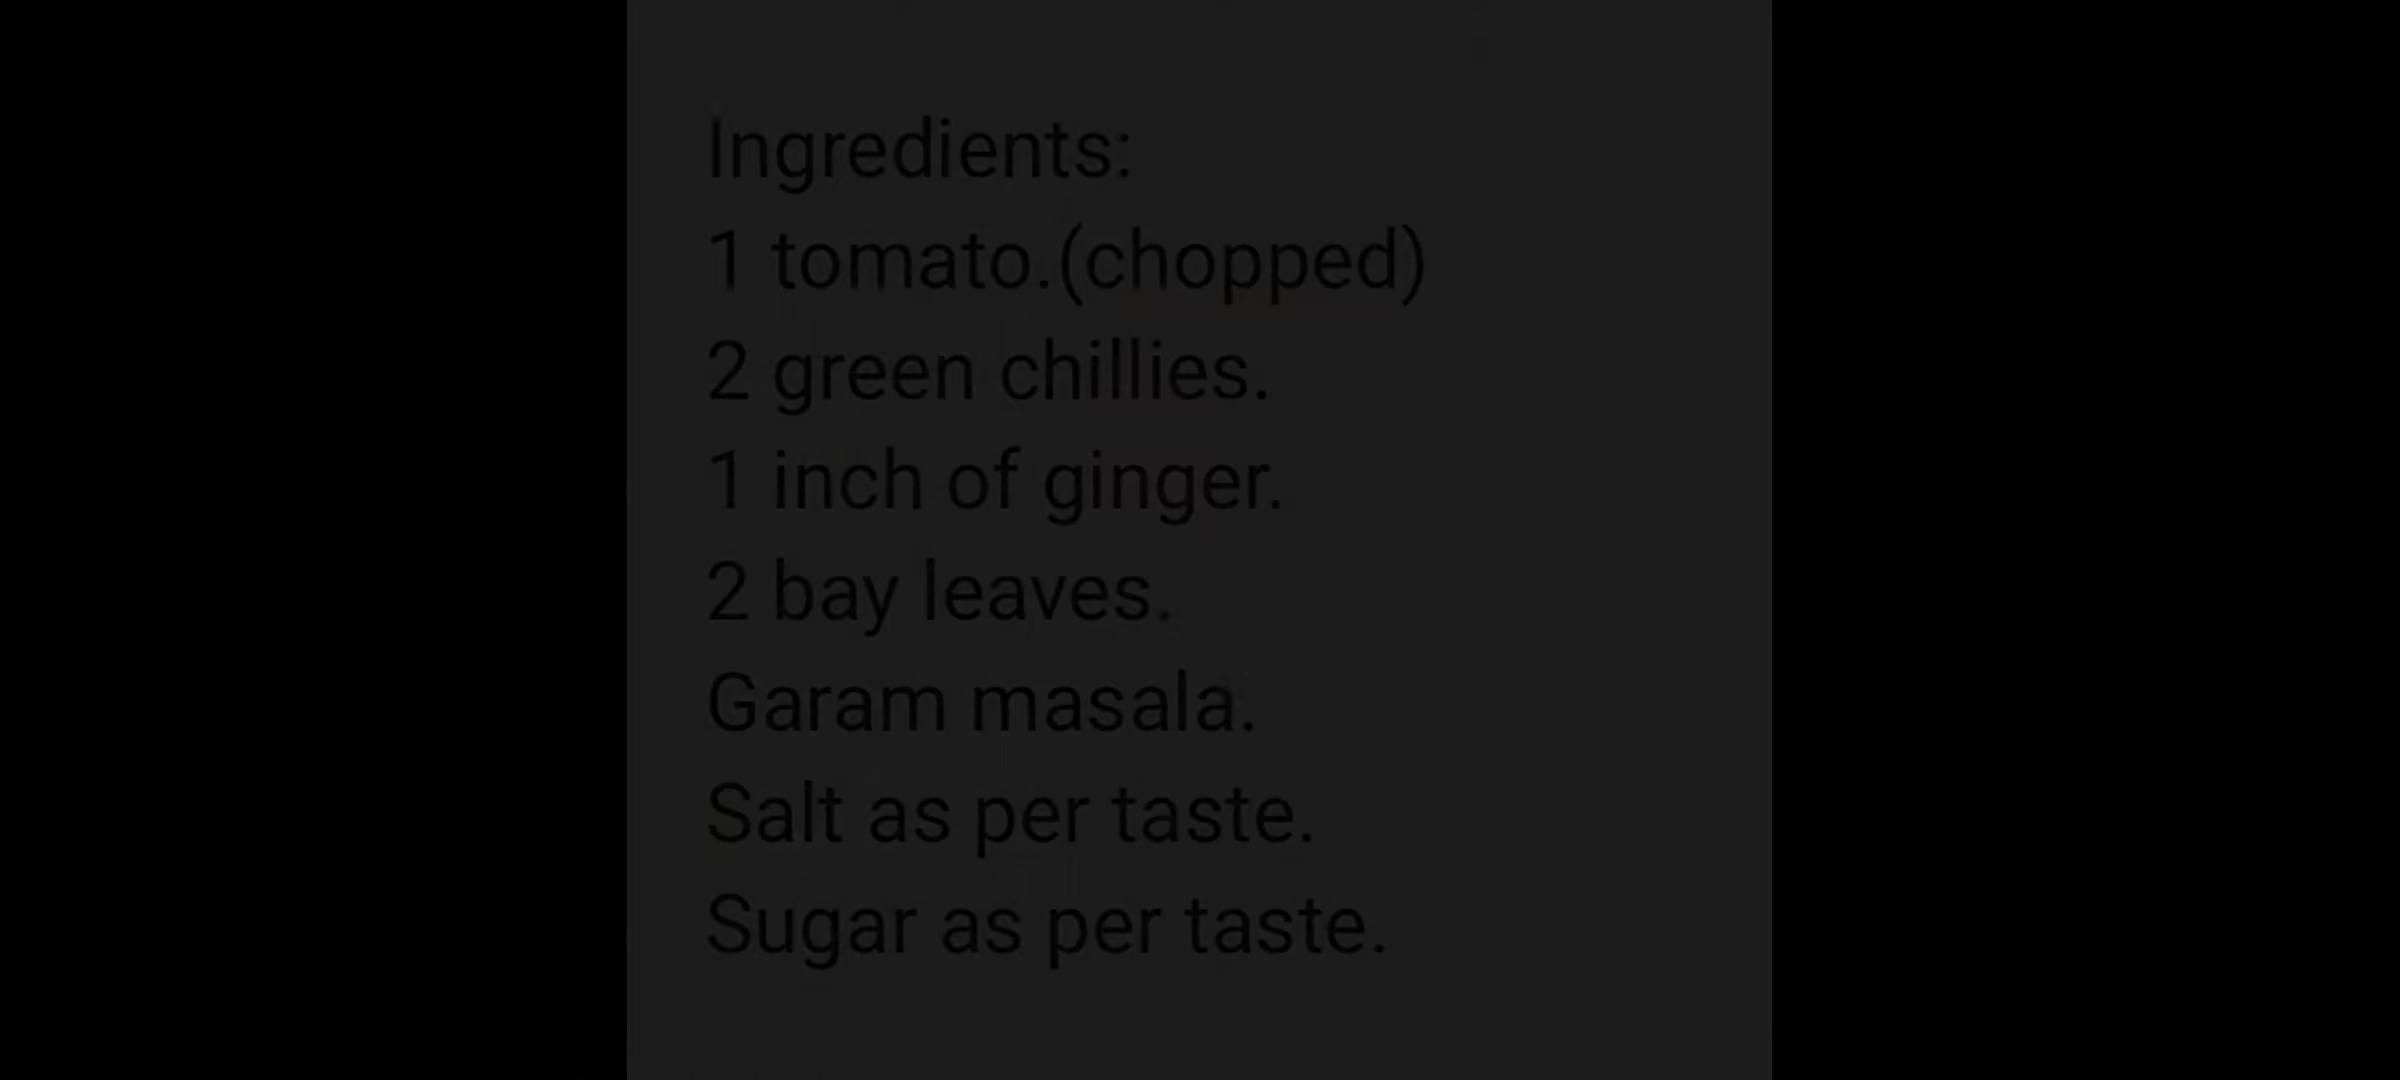 Ingredients:
1 tomato.(chopped)
2 green chillies.
1 inch of ginger.
2 bay leaves.
Garam masala.
Salt as per taste.
Sugar as per taste.